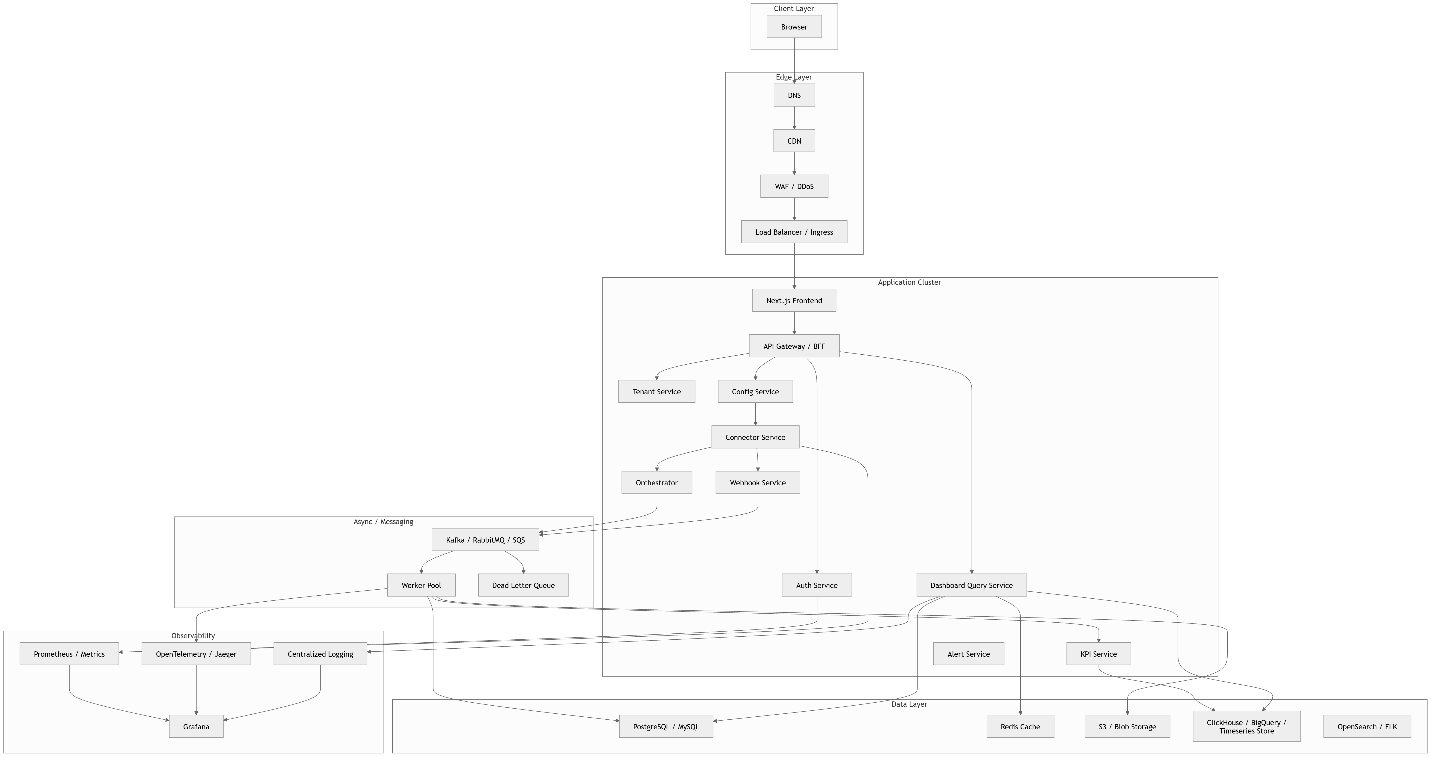 Client Layer
Browser
Edge Layer
DNS
CDN
WAF / DDoS
Load Balancer / Ingress
Application Cluster
Next.js Frontend
API Gateway / BFF
Tenant Service
Config Service
Connector Service
Orchestrator
Webhook Service
Async / Messaging
Kafka / RabbitMQ / SQS
Worker Pool
Dead Letter Queue
Auth Service
Dashboard Query Service
Observability
Prometheus / Metrics
OpenTelemetry / Jaeger
Centralized Logging
Alert Service
KPI Service
Grafana
Data Layer
PostgreSQL / MySQL
Redis Cache
S3 / Blob Storage
ClickHouse / BigQuery /
Timeseries Store
OpenSearch / ELK